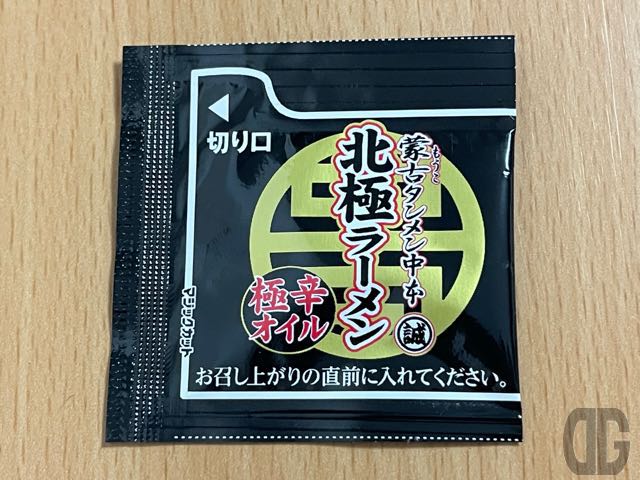 切り口
蒙古タンメン中本
もうこ
誠
北極ラーメン
極辛
オイル
マジックカット
お召し上がりの直前に入れてください。
DG